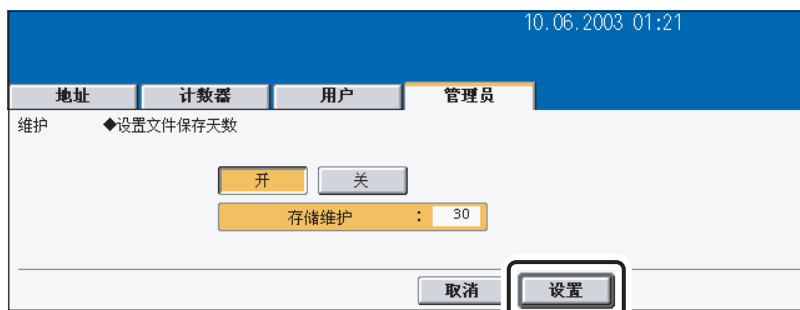 10.06.2003 01:21
地址 计数器 用户 管理员
维护 ◆设置文件保存天数
开 关
存储维护 : 30
取消 设置